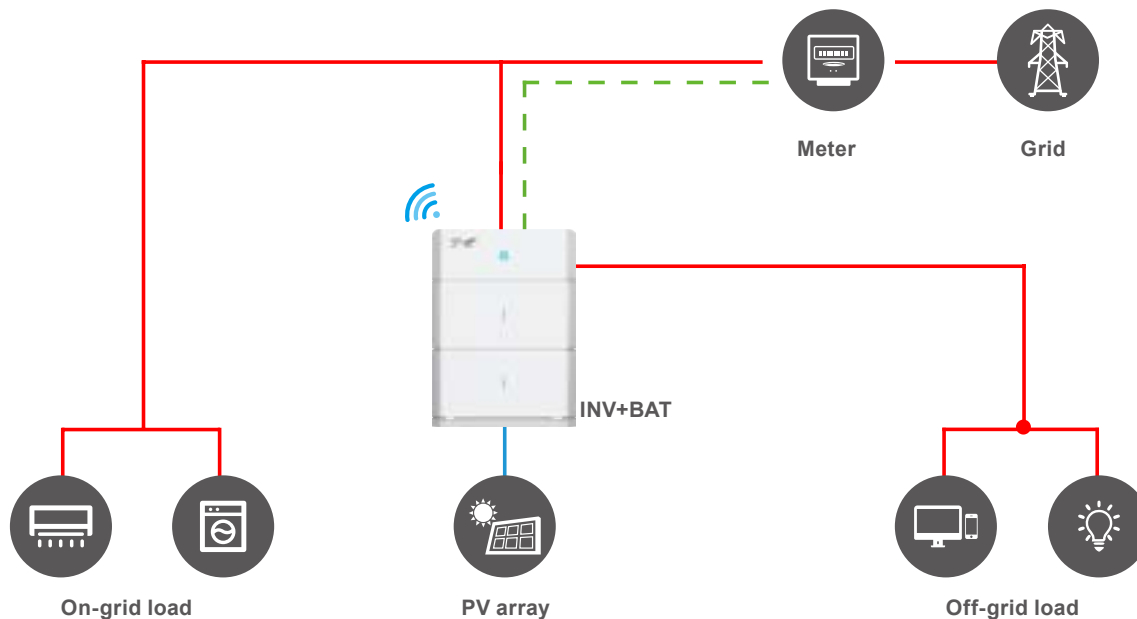 Meter
Grid
INV+BAT
On-grid load
PV array
Off-grid load